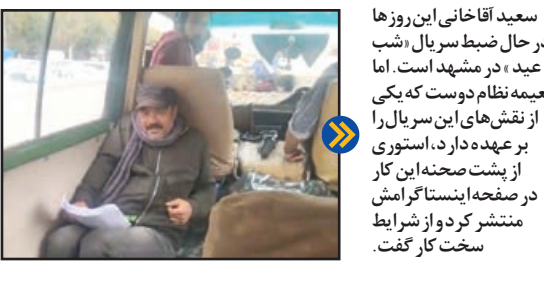 سعید آقاخانی این روزها
در حال ضبط سریال «شب
عید» در مشهد است. اما
نعیمه نظام دوست که یکی
از نقش‌های این سریال را
بر عهده دارد، استوری
از پشت صحنه این کار
در صفحه اینستاگرامش
منتشر کرد و از شرایط
سخت کار گفت.